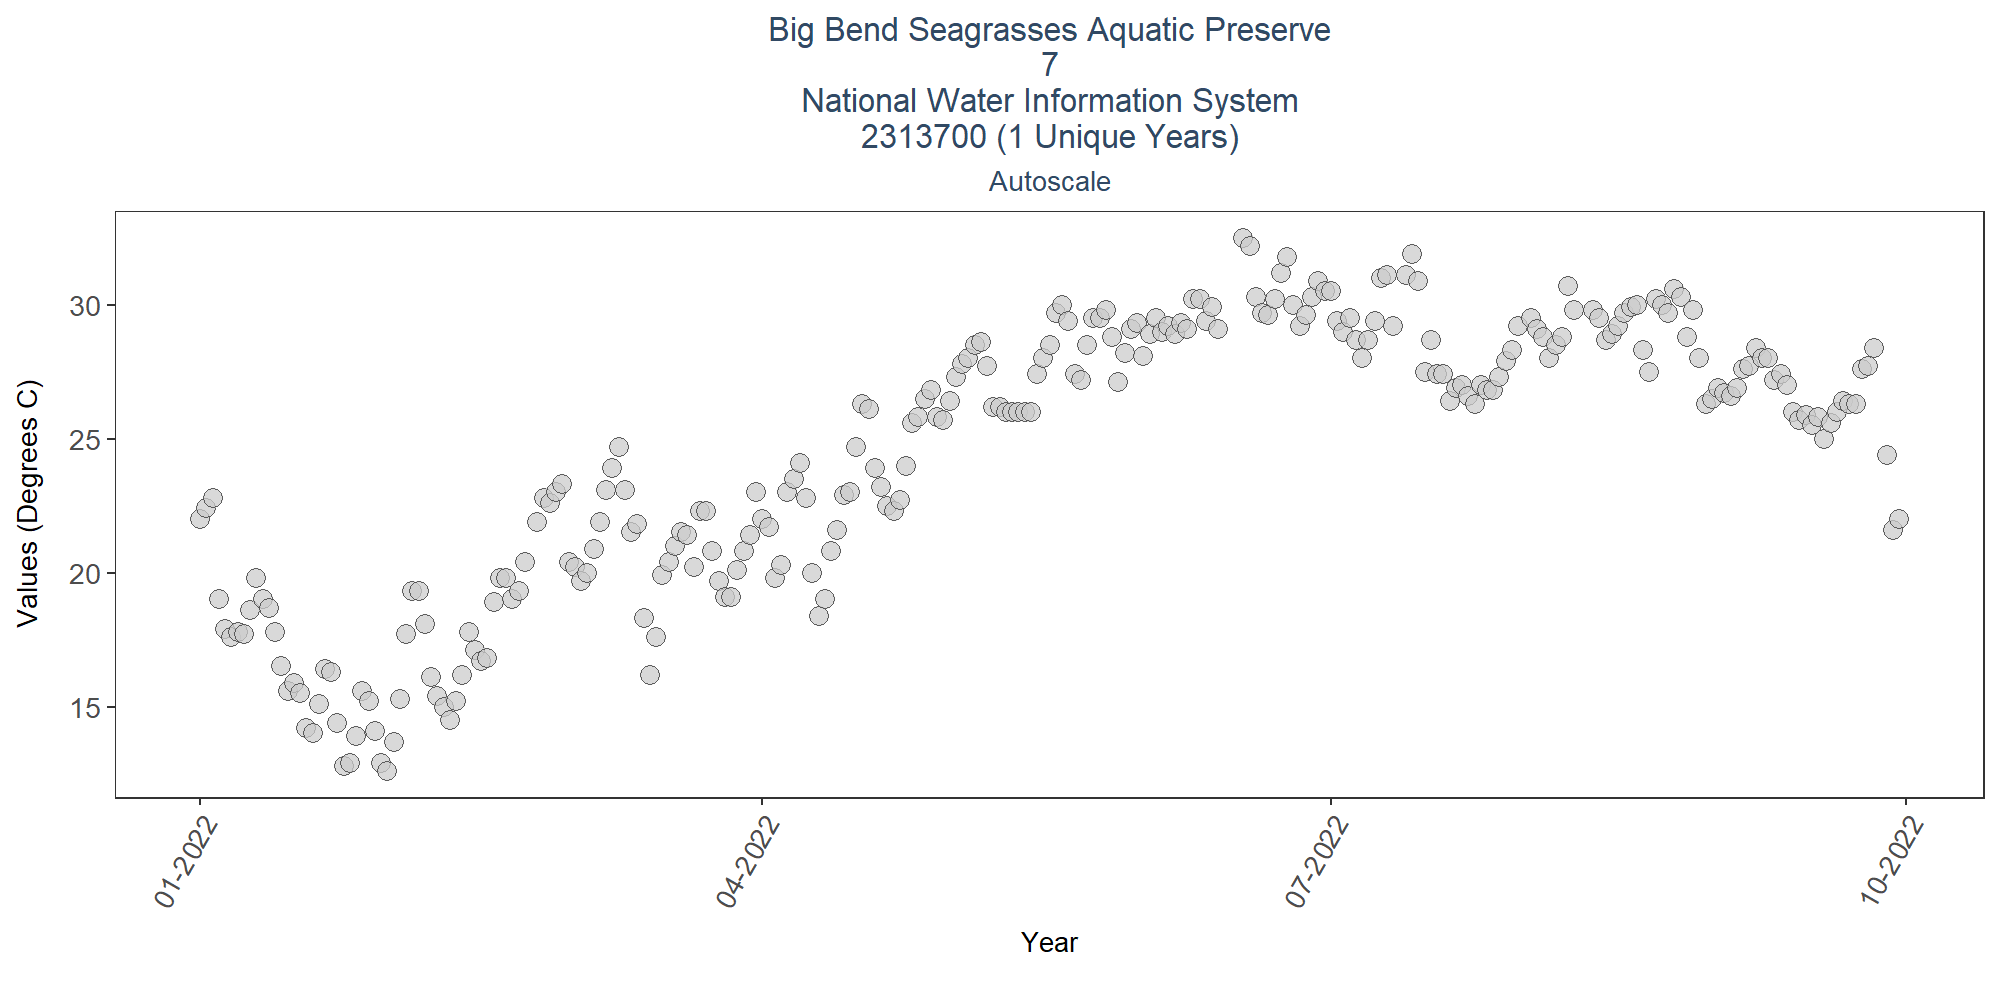 Big Bend Seagrasses Aquatic Preserve
7
National Water Information System
2313700 (1 Unique Years)
Autoscale
Values (Degrees C)
30
25
20
15
01-2022
04-2022
07-2022
10-2022
Year